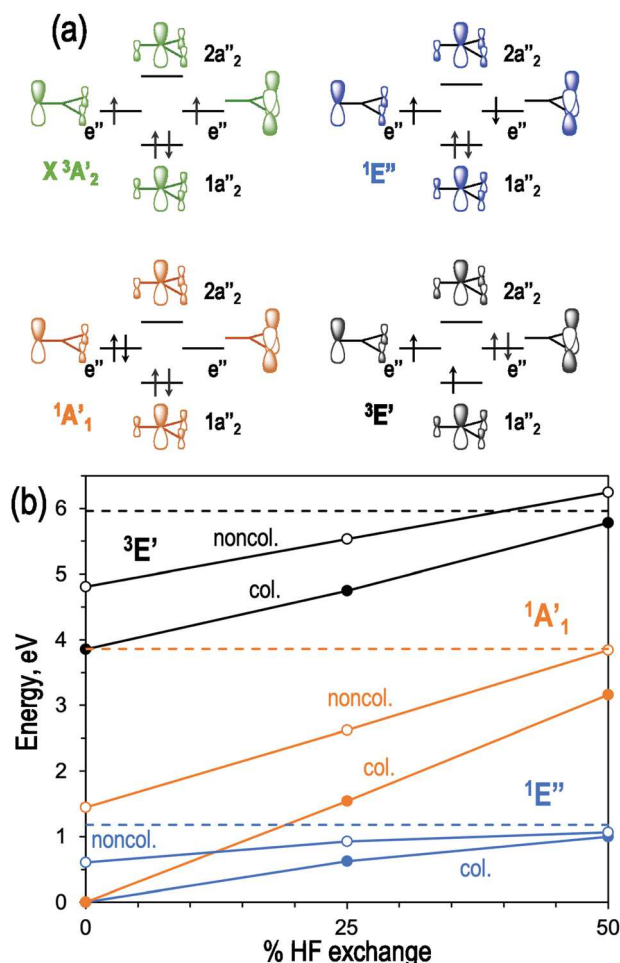 (a)
2a"₂
2a"₂
e"
e"
e"
e"
X ³A'₂
1a"₂
¹E"
1a"₂
2a"₂
2a"₂
e"
e"
e"
e"
¹A'₁
1a"₂
³E'
1a"₂
(b)
6
³E'
noncol.
5
col.
¹A'₁
4
Energy, eV
noncol.
3
2
col.
¹E"
1
noncol.
col.
0
0
25
50
% HF exchange